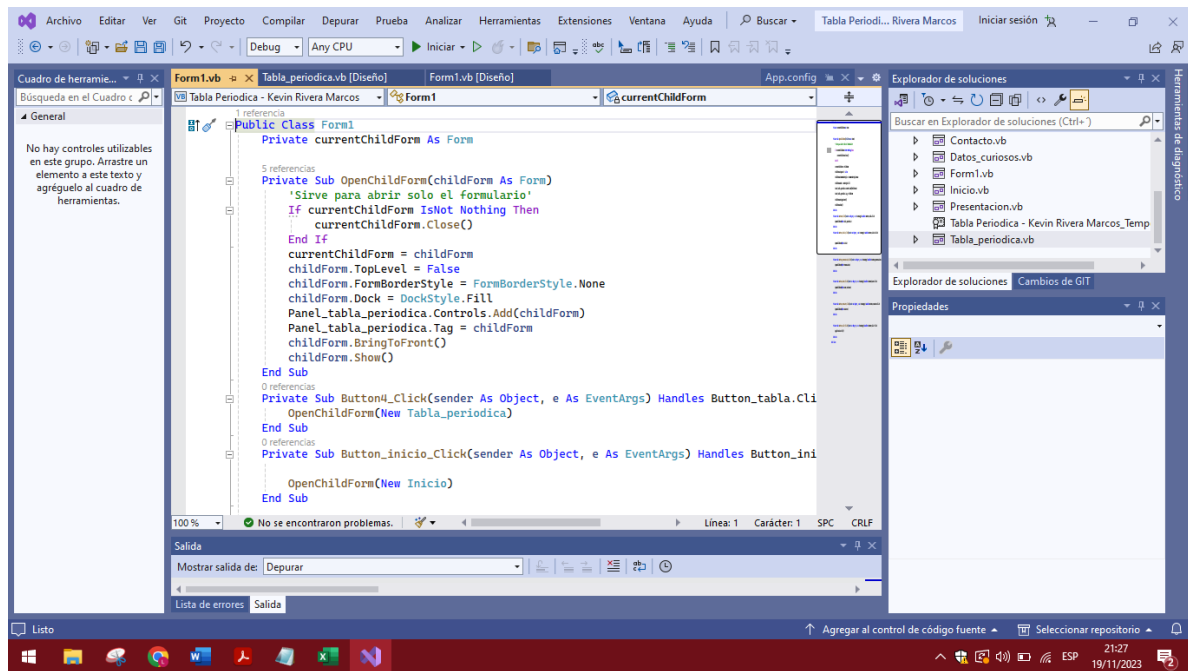 Archivo Editar Ver Git Proyecto Compilar Depurar Prueba Analizar Herramientas Extensiones Ventana Ayuda Buscar Tabla Periodi... Rivera Marcos Iniciar sesión
Debug Any CPU Iniciar
Cuadro de herramie...
Búsqueda en el Cuadro c
General
No hay controles utilizables
en este grupo. Arrastre un
elemento a este texto y
agréguelo al cuadro de
herramientas.
Form1.vb Tabla_periodica.vb [Diseño] Form1.vb [Diseño] App.config
VB Tabla Periodica - Kevin Rivera Marcos Form1 currentChildForm
1 referencia
Public Class Form1
Private currentChildForm As Form
5 referencias
Private Sub OpenChildForm(childForm As Form)
'Sirve para abrir solo el formulario'
If currentChildForm IsNot Nothing Then
currentChildForm.Close()
End If
currentChildForm = childForm
childForm.TopLevel = False
childForm.FormBorderStyle = FormBorderStyle.None
childForm.Dock = DockStyle.Fill
Panel_tabla_periodica.Controls.Add(childForm)
Panel_tabla_periodica.Tag = childForm
childForm.BringToFront()
childForm.Show()
End Sub
0 referencias
Private Sub Button4_Click(sender As Object, e As EventArgs) Handles Button_tabla.Cli
OpenChildForm(New Tabla_periodica)
End Sub
0 referencias
Private Sub Button_inicio_Click(sender As Object, e As EventArgs) Handles Button_ini
OpenChildForm(New Inicio)
End Sub
100 % No se encontraron problemas. Línea: 1 Carácter: 1 SPC CRLF
Salida
Mostrar salida de: Depurar
Lista de errores Salida
Explorador de soluciones
Buscar en Explorador de soluciones (Ctrl+´)
Contacto.vb
Datos_curiosos.vb
Form1.vb
Inicio.vb
Presentacion.vb
Tabla Periodica - Kevin Rivera Marcos_Temp
Tabla_periodica.vb
Explorador de soluciones Cambios de GIT
Propiedades
Herramientas de diagnóstico
Listo Agregar al control de código fuente Seleccionar repositorio
ESP 21:27
19/11/2023 2